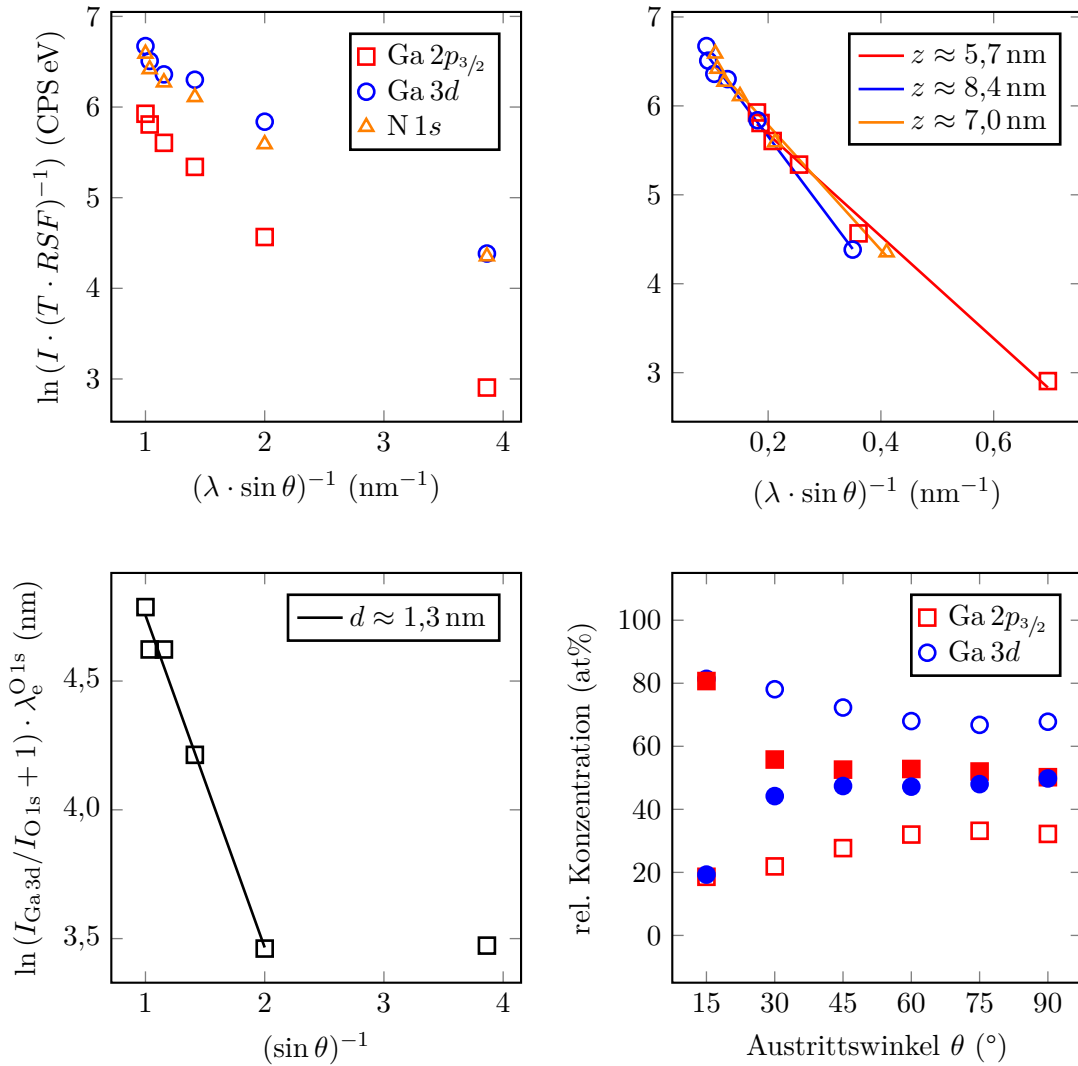 7
6
5
4
3
1
2
3
4
ln (I · (T · RSF)⁻¹) (CPS eV)
(λ · sin θ)⁻¹ (nm⁻¹)
Ga 2p₃/₂
Ga 3d
N 1s
7
6
5
4
3
0,2
0,4
0,6
(λ · sin θ)⁻¹ (nm⁻¹)
z ≈ 5,7 nm
z ≈ 8,4 nm
z ≈ 7,0 nm
4,5
4,0
3,5
1
2
3
4
ln (I_Ga 3d/I_O 1s + 1) · λ_e^O 1s (nm)
(sin θ)⁻¹
d ≈ 1,3 nm
100
80
60
40
20
0
15
30
45
60
75
90
rel. Konzentration (at%)
Austrittswinkel θ (°)
Ga 2p₃/₂
Ga 3d